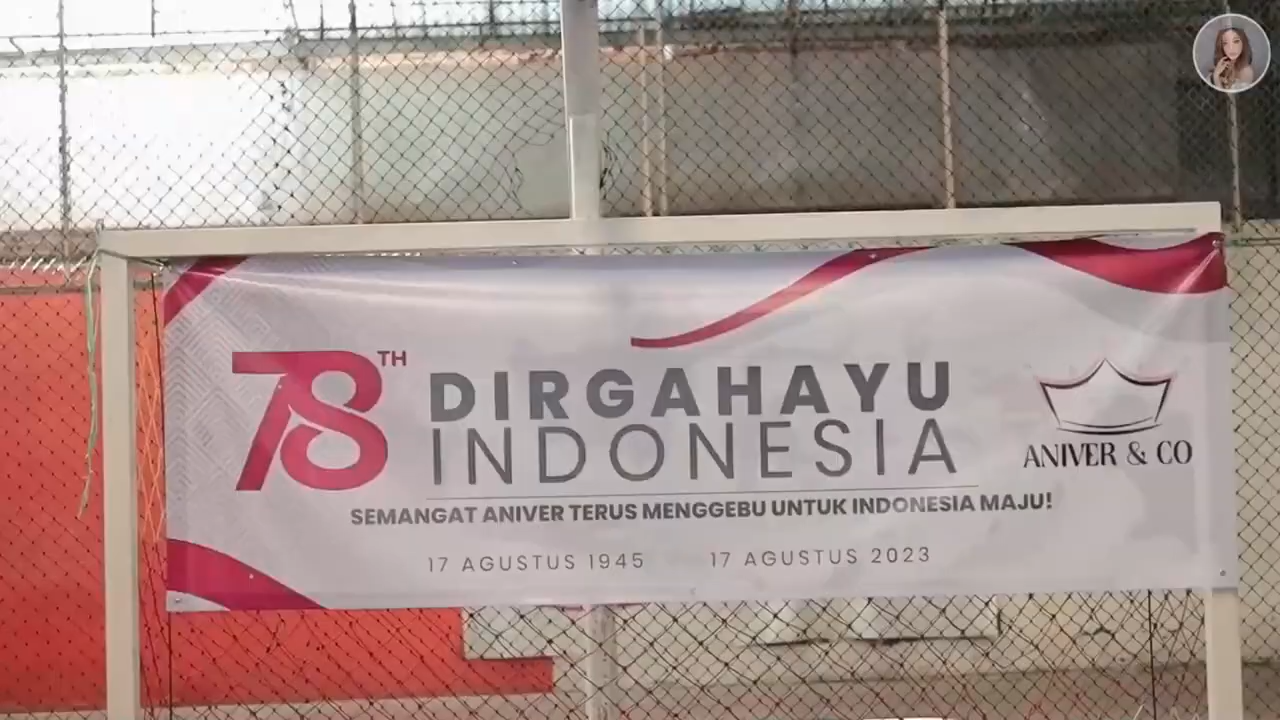 78TH
DIRGAHAYU
INDONESIA
ANIVER & CO
SEMANGAT ANIVER TERUS MENGGEBU UNTUK INDONESIA MAJU!
17 AGUSTUS 1945 17 AGUSTUS 2023